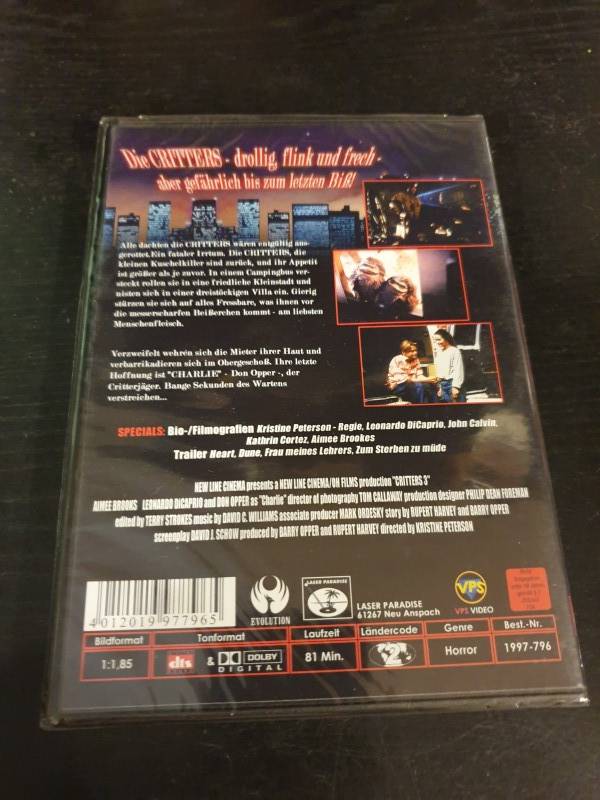 Die CRITTERS - drollig, flink und frech -
aber gefährlich bis zum letzten Biß!
Alle dachten die CRITTERS wären entgültig aus-
gerottet.Ein fataler Irrtum. Die CRITTERS, die
kleinen Kuschelkiller sind zurück, und ihr Appetit
ist größer als je zuvor. In einem Campingbus ver-
steckt rollen sie in eine friedliche Kleinstadt und
nisten sich in einer dreistöckigen Villa ein. Gierig
stürzen sie sich auf alles Fressbare, was ihnen vor
die messerscharfen Beißerchen kommt - am liebsten
Menschenfleisch.
Verzweifelt wehren sich die Mieter ihrer Haut und
verbarrikadieren sich im Obergeschoß. Ihre letzte
Hoffnung ist "CHARLIE" - Don Opper -, der
Critterjäger. Bange Sekunden des Wartens
verstreichen...
SPECIALS: Bio-/Filmografien Kristine Peterson - Regie, Leonardo DiCaprio, John Calvin,
Kathrin Cortez, Aimee Brookes
Trailer Heart, Dune, Frau meines Lehrers, Zum Sterben zu müde
NEW LINE CINEMA presents a NEW LINE CINEMA/OH FILMS production "CRITTERS 3"
AIMEE BROOKS LEONARDO DICAPRIO and DON OPPER as "Charlie" director of photography TOM CALLAWAY production designer PHILIP DEAN FOREMAN
edited by TERRY STROKES music by DAVID C. WILLIAMS associate producer MARK ORDESKY story by RUPERT HARVEY and BARRY OPPER
screenplay DAVID J. SCHOW produced by BARRY OPPER and RUPERT HARVEY directed by KRISTINE PETERSON
4 012019 977965
EVOLUTION
LASER PARADISE
LASER PARADISE
61267 Neu Anspach
VPS
VPS VIDEO
Bildformat Tonformat Laufzeit Ländercode Genre Best.-Nr.
1:1,85 dts & DOLBY DIGITAL 81 Min. 2 Horror 1997-796